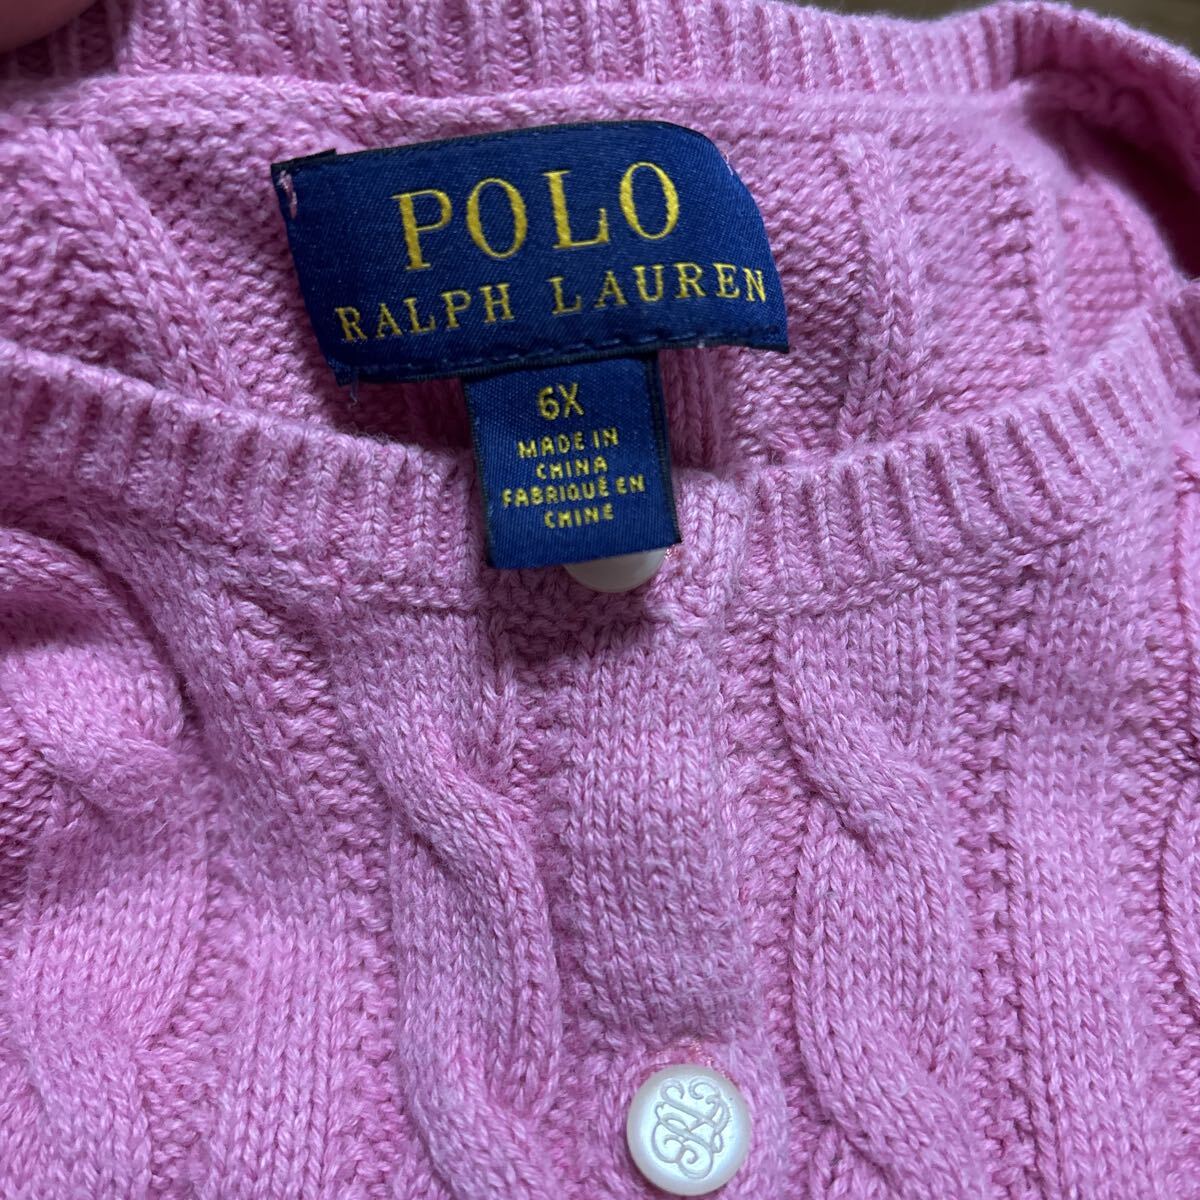 POLO
RALPH LAUREN
6X
MADE IN
CHINA
FABRIQUÉ EN
CHINE